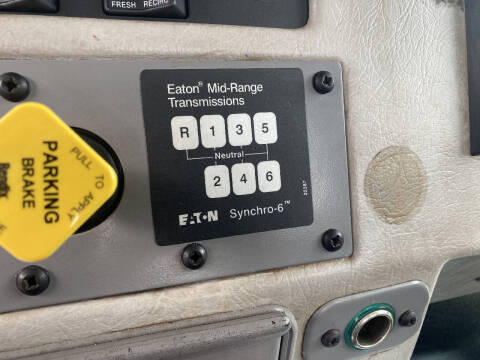 FRESH RECIRC
Eaton® Mid-Range
Transmissions
R 1 3 5
Neutral
2 4 6
EATON Synchro-6™
PULL TO APPLY
PARKING
BRAKE
Bendix